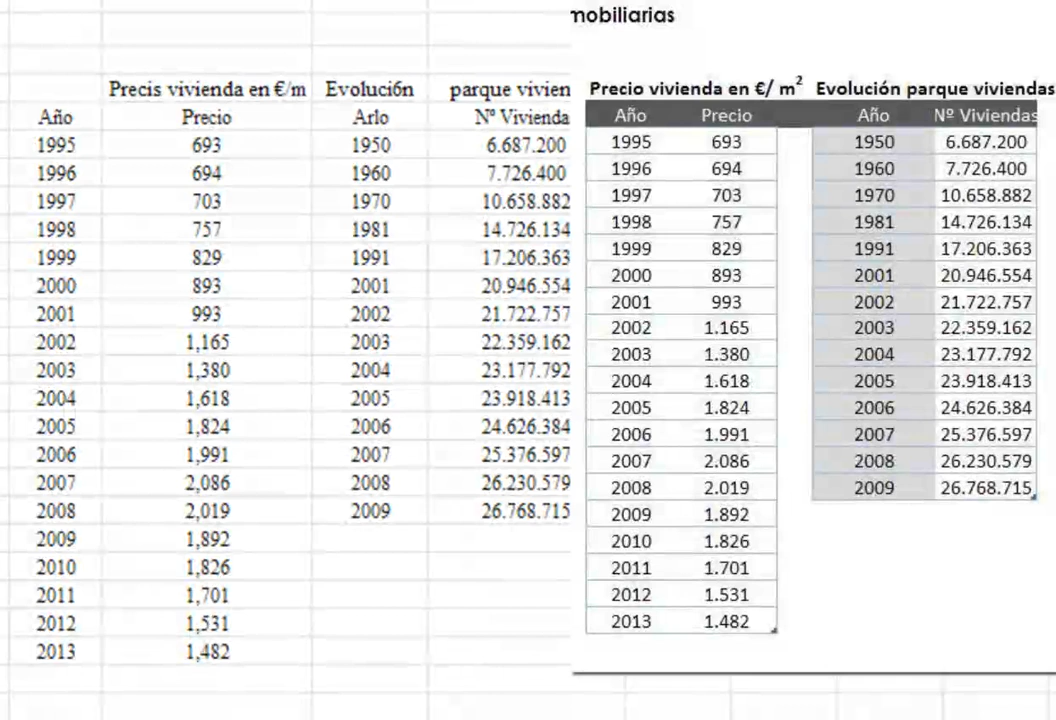 mobiliarias
Precis vivienda en €/m Evoluci6n parque vivien
Año Precio Arlo Nº Vivienda
1995 693 1950 6.687.200
1996 694 1960 7.726.400
1997 703 1970 10.658.882
1998 757 1981 14.726.134
1999 829 1991 17.206.363
2000 893 2001 20.946.554
2001 993 2002 21.722.757
2002 1,165 2003 22.359.162
2003 1,380 2004 23.177.792
2004 1,618 2005 23.918.413
2005 1,824 2006 24.626.384
2006 1,991 2007 25.376.597
2007 2,086 2008 26.230.579
2008 2,019 2009 26.768.715
2009 1,892
2010 1,826
2011 1,701
2012 1,531
2013 1,482
Precio vivienda en €/ m² Evolución parque viviendas
Año Precio Año Nº Viviendas
1995 693 1950 6.687.200
1996 694 1960 7.726.400
1997 703 1970 10.658.882
1998 757 1981 14.726.134
1999 829 1991 17.206.363
2000 893 2001 20.946.554
2001 993 2002 21.722.757
2002 1.165 2003 22.359.162
2003 1.380 2004 23.177.792
2004 1.618 2005 23.918.413
2005 1.824 2006 24.626.384
2006 1.991 2007 25.376.597
2007 2.086 2008 26.230.579
2008 2.019 2009 26.768.715
2009 1.892
2010 1.826
2011 1.701
2012 1.531
2013 1.482